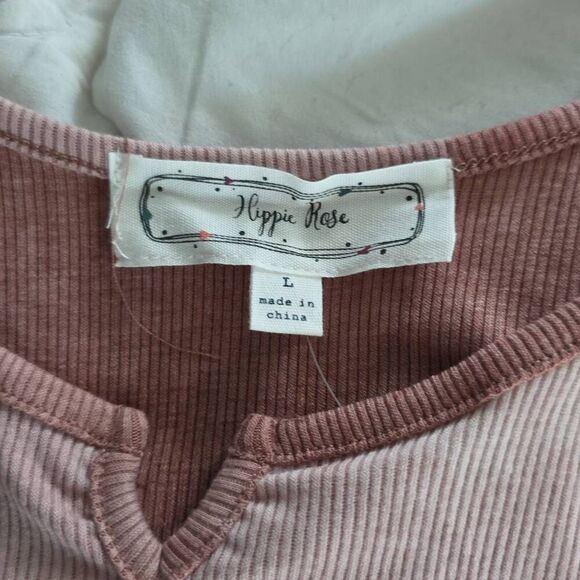 Hippie Rose
L
made in
china